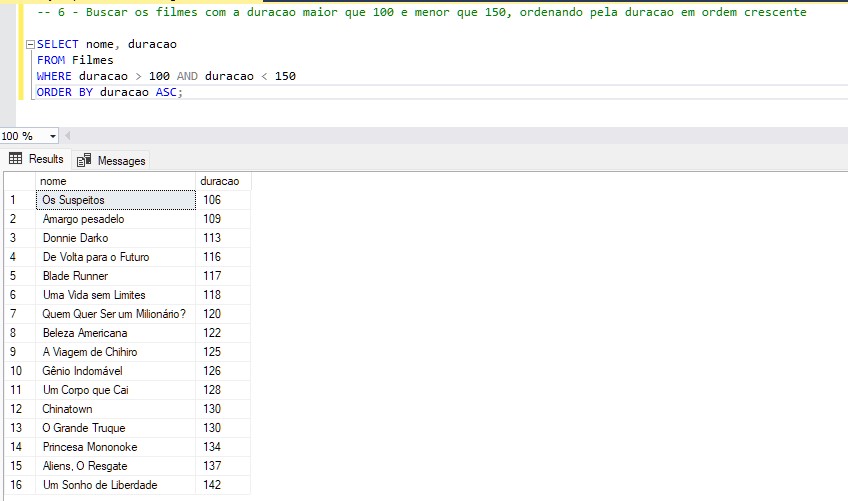 -- 6 - Buscar os filmes com a duracao maior que 100 e menor que 150, ordenando pela duracao em ordem crescente
SELECT nome, duracao
FROM Filmes
WHERE duracao > 100 AND duracao < 150
ORDER BY duracao ASC;
100 %
Results Messages
nome duracao
1 Os Suspeitos 106
2 Amargo pesadelo 109
3 Donnie Darko 113
4 De Volta para o Futuro 116
5 Blade Runner 117
6 Uma Vida sem Limites 118
7 Quem Quer Ser um Milionário? 120
8 Beleza Americana 122
9 A Viagem de Chihiro 125
10 Gênio Indomável 126
11 Um Corpo que Cai 128
12 Chinatown 130
13 O Grande Truque 130
14 Princesa Mononoke 134
15 Aliens, O Resgate 137
16 Um Sonho de Liberdade 142